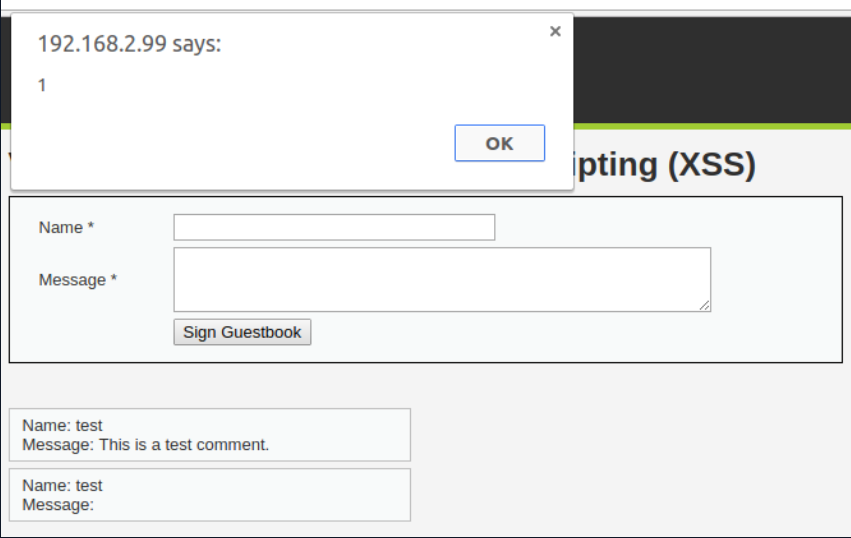 192.168.2.99 says:
1
OK
ipting (XSS)
Name *
Message *
Sign Guestbook
Name: test
Message: This is a test comment.
Name: test
Message: